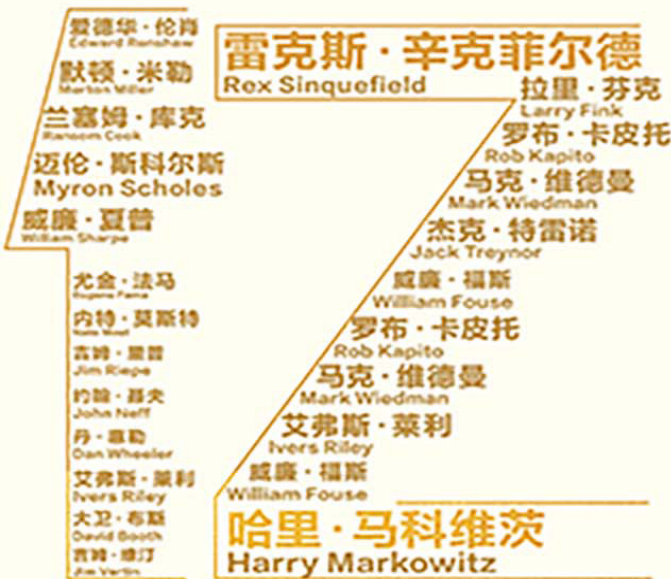 爱德华·伦肖
Edward Renshaw
默顿·米勒
Merton Miller
兰塞姆·库克
Ransom Cook
迈伦·斯科尔斯
Myron Scholes
威廉·夏普
William Sharpe
尤金·法马
Eugene Fama
内特·莫斯特
Nate Most
吉姆·里普
Jim Riepe
约翰·聂夫
John Neff
丹·惠勒
Dan Wheeler
艾弗斯·莱利
Ivers Riley
大卫·布斯
David Booth
吉姆·维汀
Jim Vertin
雷克斯·辛克菲尔德
Rex Sinquefield
拉里·芬克
Larry Fink
罗布·卡皮托
Rob Kapito
马克·维德曼
Mark Wiedman
杰克·特雷诺
Jack Treynor
威廉·福斯
William Fouse
罗布·卡皮托
Rob Kapito
马克·维德曼
Mark Wiedman
艾弗斯·莱利
Ivers Riley
威廉·福斯
William Fouse
哈里·马科维茨
Harry Markowitz